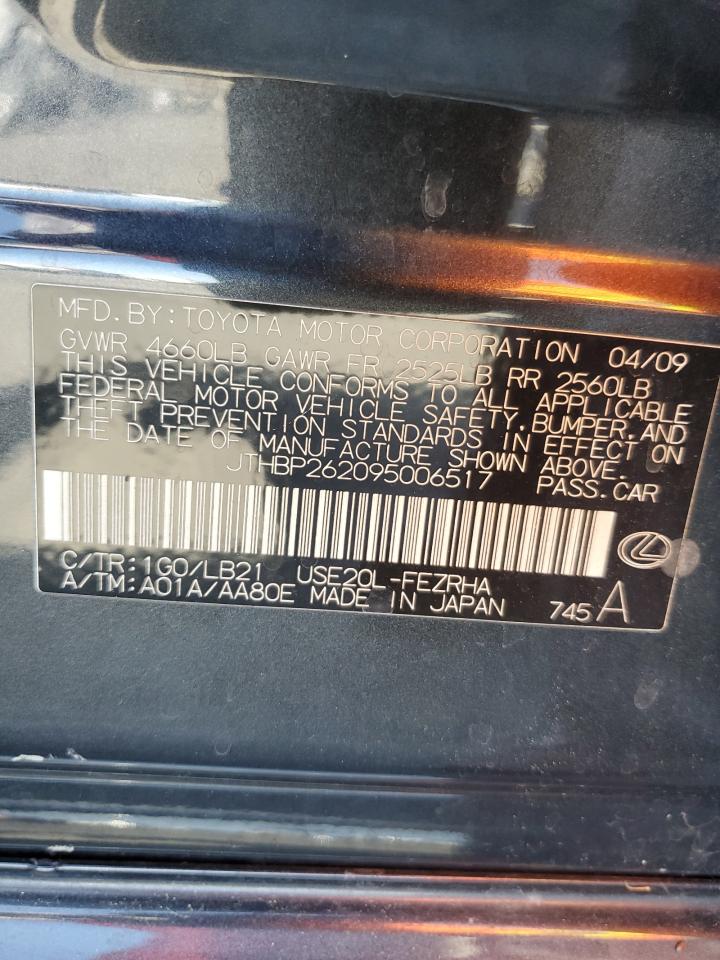 MFD. BY: TOYOTA MOTOR CORPORATION 04/09
GVWR 4660LB GAWR FR 2525LB RR 2560LB
THIS VEHICLE CONFORMS TO ALL APPLICABLE
FEDERAL MOTOR VEHICLE SAFETY, BUMPER, AND
THEFT PREVENTION STANDARDS IN EFFECT ON
THE DATE OF MANUFACTURE SHOWN ABOVE.
JTHBP262095006517 PASS. CAR
C/TR: 1G0/LB21 USE20L-FEZRHA
A/TM: A01A/AA80E MADE IN JAPAN 745 A